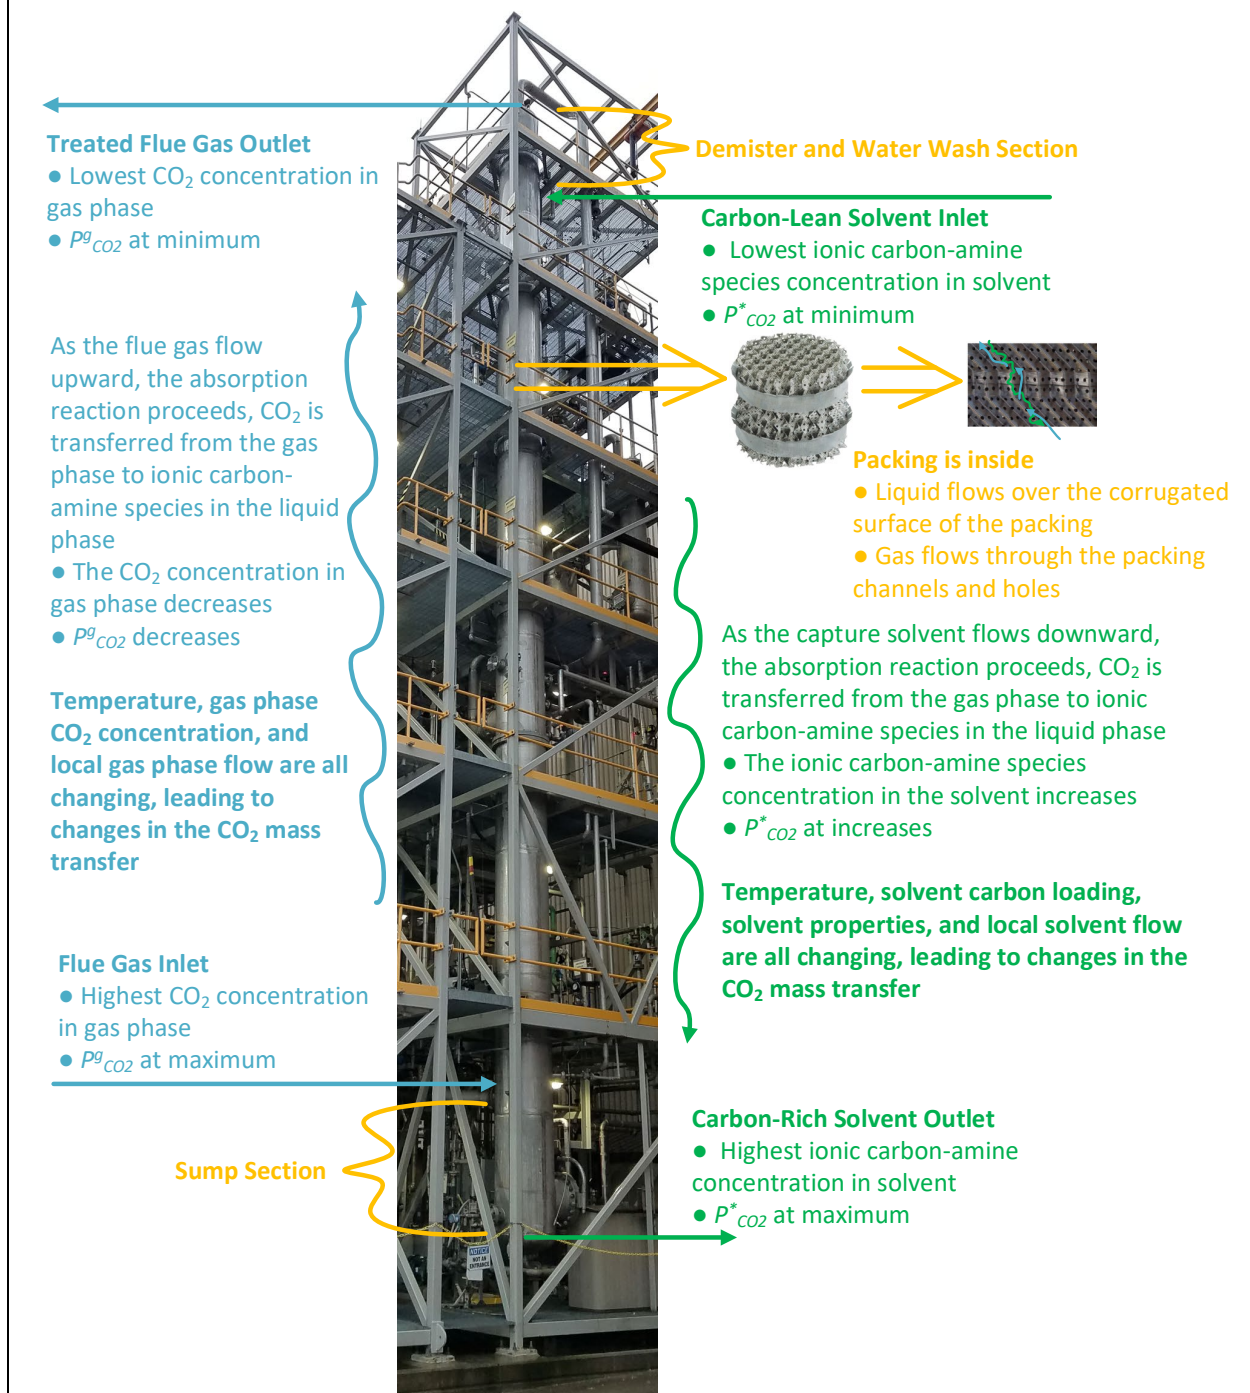 Treated Flue Gas Outlet
● Lowest CO₂ concentration in
gas phase
● Pᵍ_CO2 at minimum
Demister and Water Wash Section
Carbon-Lean Solvent Inlet
● Lowest ionic carbon-amine
species concentration in solvent
● P*_CO2 at minimum
As the flue gas flow
upward, the absorption
reaction proceeds, CO₂ is
transferred from the gas
phase to ionic carbon-
amine species in the liquid
phase
● The CO₂ concentration in
gas phase decreases
● Pᵍ_CO2 decreases
Temperature, gas phase
CO₂ concentration, and
local gas phase flow are all
changing, leading to
changes in the CO₂ mass
transfer
Packing is inside
● Liquid flows over the corrugated
surface of the packing
● Gas flows through the packing
channels and holes
As the capture solvent flows downward,
the absorption reaction proceeds, CO₂ is
transferred from the gas phase to ionic
carbon-amine species in the liquid phase
● The ionic carbon-amine species
concentration in the solvent increases
● P*_CO2 at increases
Temperature, solvent carbon loading,
solvent properties, and local solvent flow
are all changing, leading to changes in the
CO₂ mass transfer
Flue Gas Inlet
● Highest CO₂ concentration
in gas phase
● Pᵍ_CO2 at maximum
Sump Section
Carbon-Rich Solvent Outlet
● Highest ionic carbon-amine
concentration in solvent
● P*_CO2 at maximum
NOTICE
NOT AN
ENTRANCE